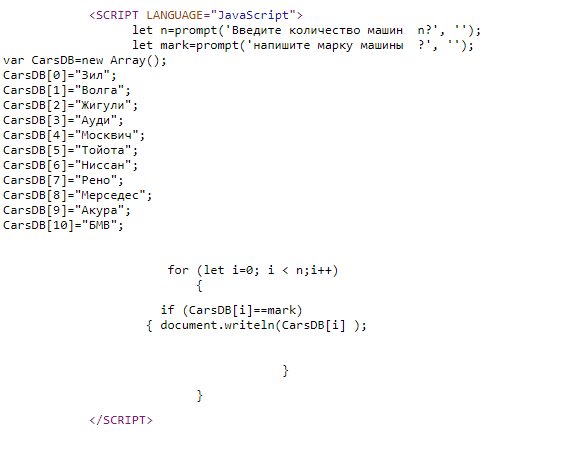 <SCRIPT LANGUAGE="JavaScript">
let n=prompt('Введите количество машин  n?', '');
let mark=prompt('напишите марку машины  ?', '');
var CarsDB=new Array();
CarsDB[0]="Зил";
CarsDB[1]="Волга";
CarsDB[2]="Жигули";
CarsDB[3]="Ауди";
CarsDB[4]="Москвич";
CarsDB[5]="Тойота";
CarsDB[6]="Ниссан";
CarsDB[7]="Рено";
CarsDB[8]="Мерседес";
CarsDB[9]="Акура";
CarsDB[10]="БМВ";
for (let i=0; i < n;i++)
{
if (CarsDB[i]==mark)
{ document.writeln(CarsDB[i] );
}
}
</SCRIPT>